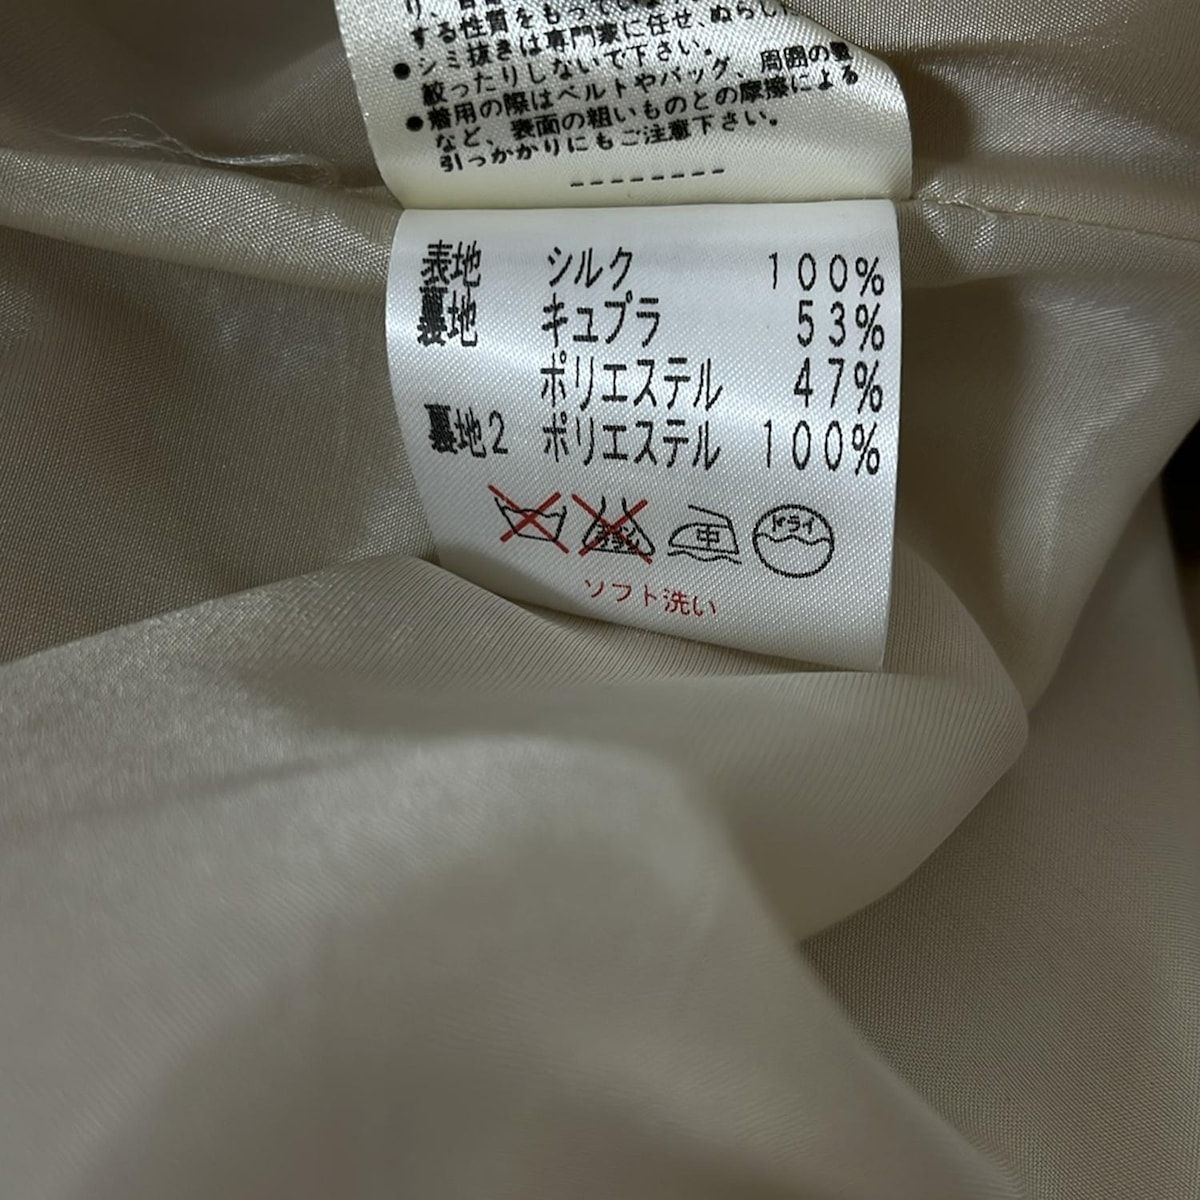 する性質をもってい
●シミ抜きは専門家に任せ、ぬらし
絞ったりしないで下さい。
●着用の際はベルトやバッグ、周囲の壁
など、表面の粗いものとの摩擦による
引っかかりにもご注意下さい。
--------
表地 シルク 100%
裏地 キュプラ 53%
ポリエステル 47%
裏地2 ポリエステル 100%
中 ドライ
ソフト洗い